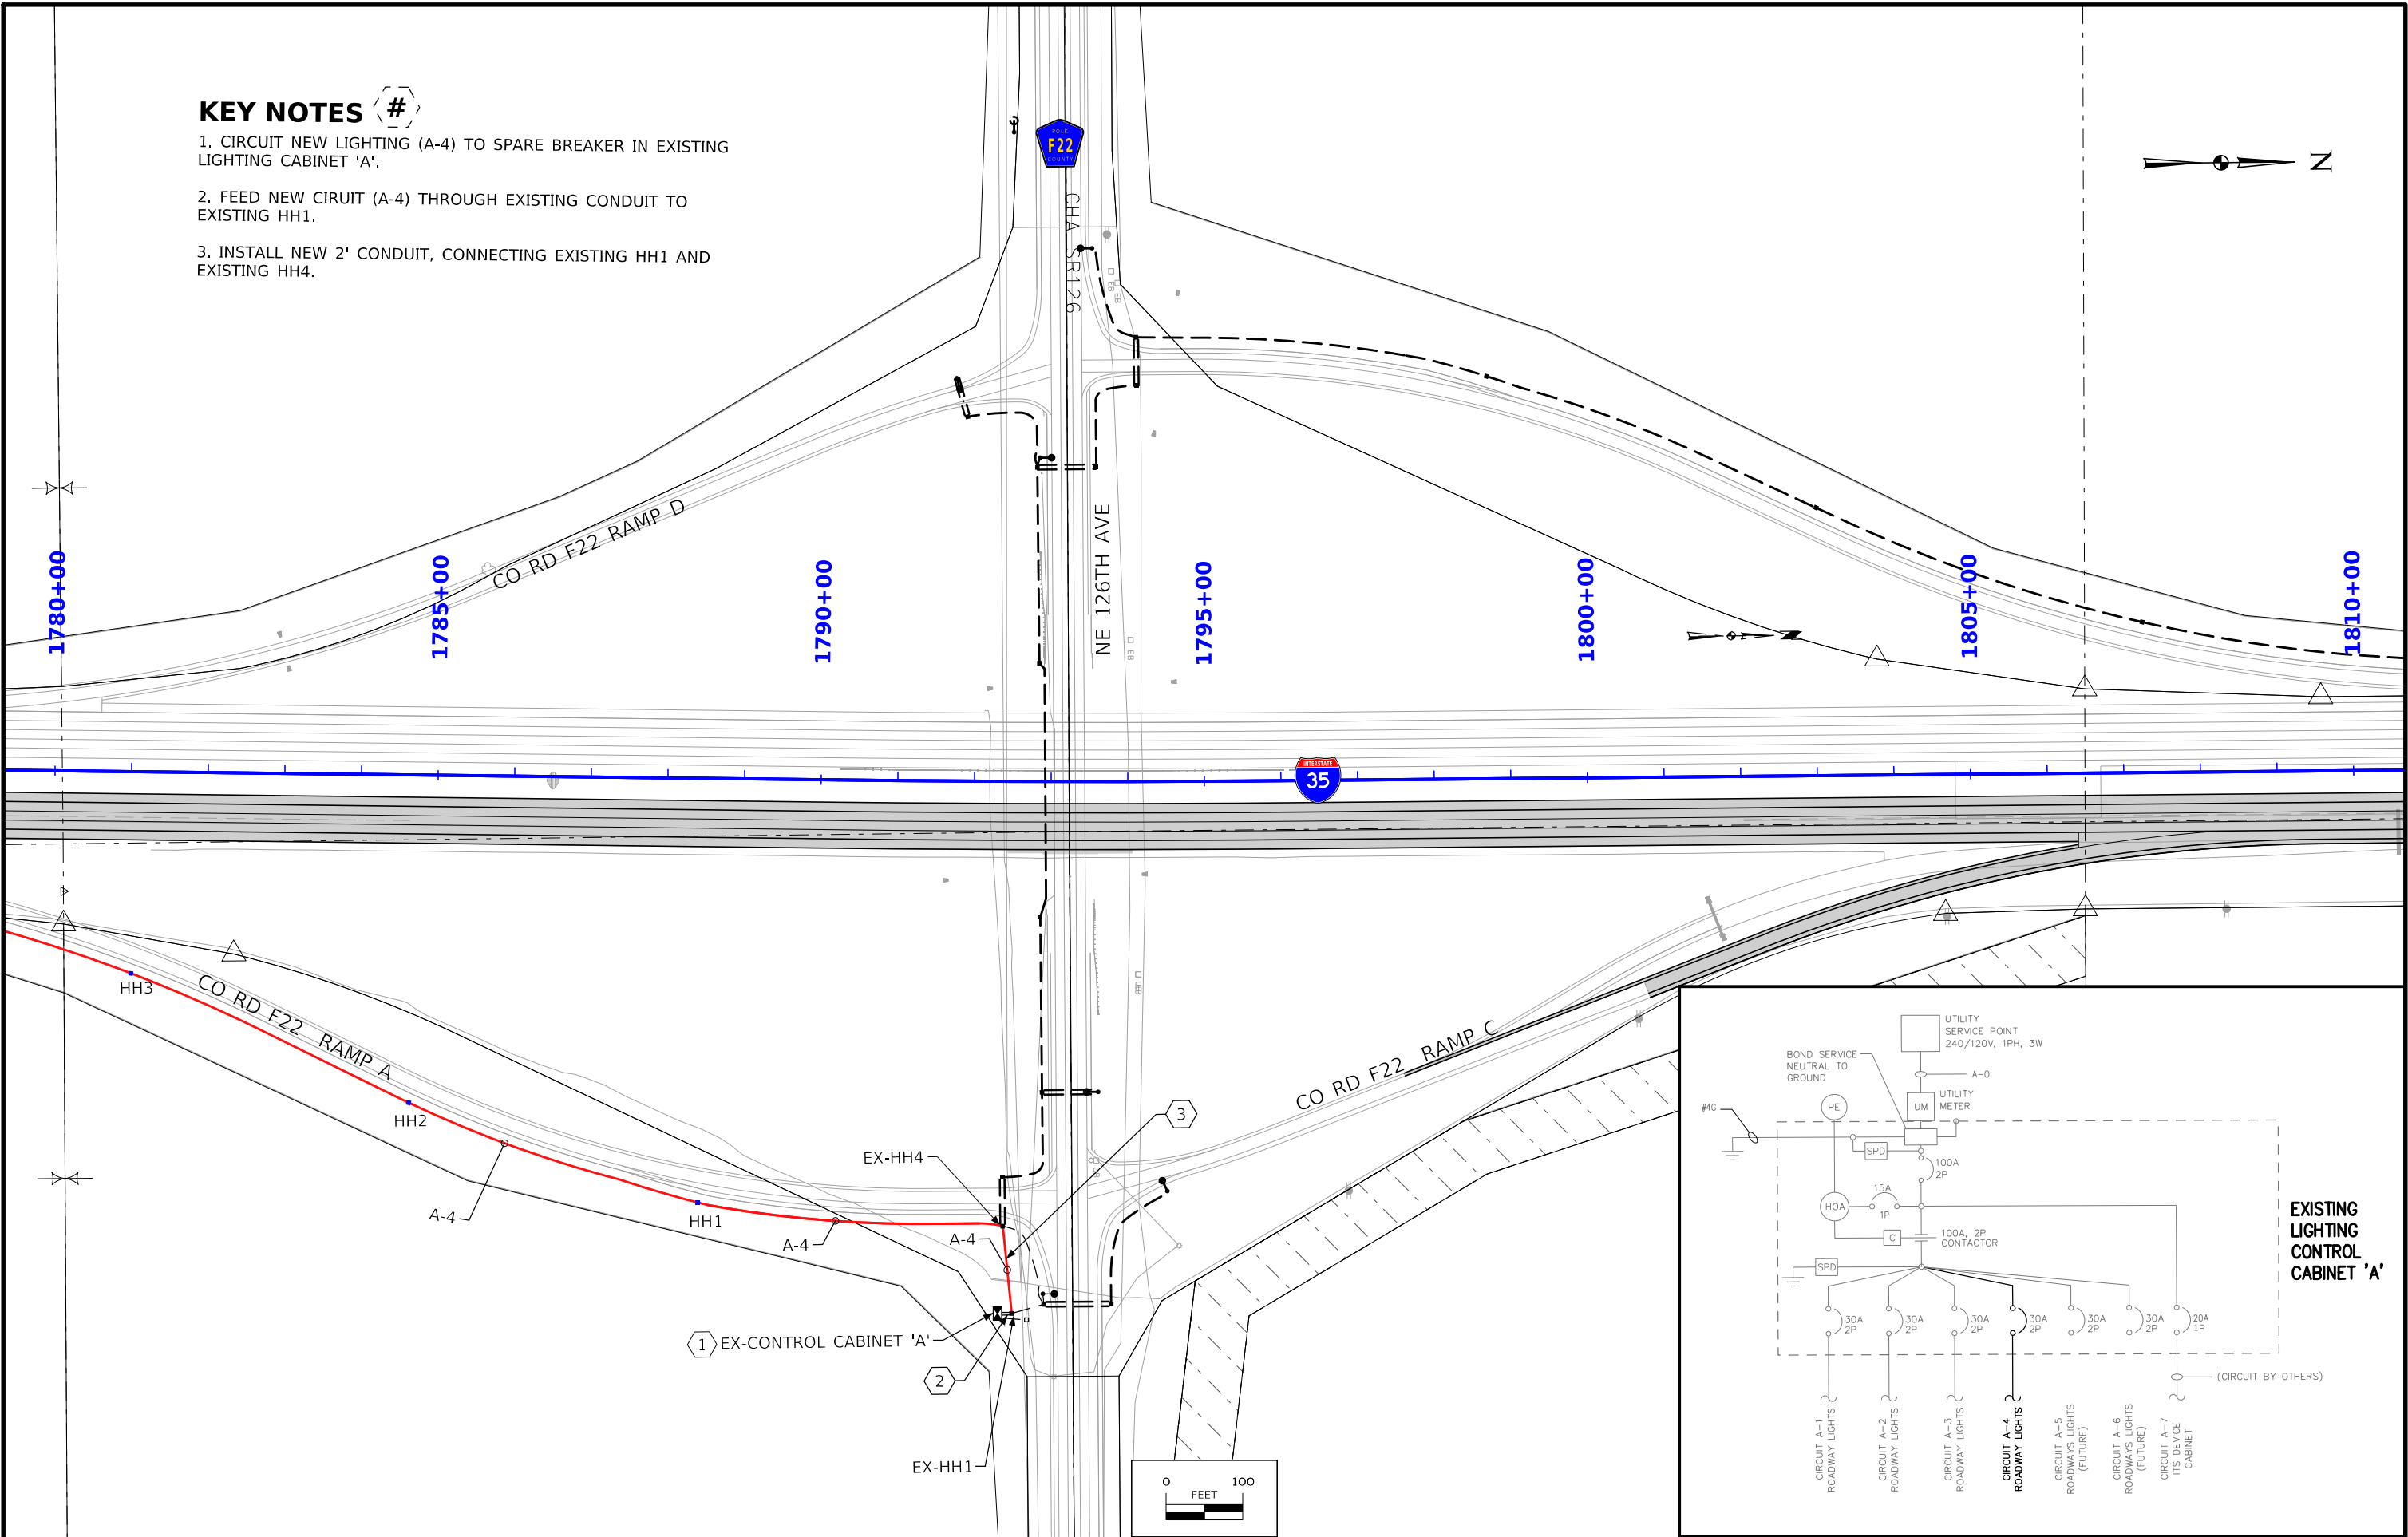 KEY NOTES #
1. CIRCUIT NEW LIGHTING (A-4) TO SPARE BREAKER IN EXISTING
LIGHTING CABINET 'A'.
2. FEED NEW CIRUIT (A-4) THROUGH EXISTING CONDUIT TO
EXISTING HH1.
3. INSTALL NEW 2' CONDUIT, CONNECTING EXISTING HH1 AND
EXISTING HH4.
POLK
F22
COUNTY
N
CHA SR126
EB
EB
CO RD F22 RAMP D
NE 126TH AVE
EB
1780+00
1785+00
1790+00
1795+00
1800+00
1805+00
1810+00
INTERSTATE
35
HH3
CO RD F22 RAMP A
HH2
HH1
A-4
A-4
A-4
EX-HH4
3
CO RD F22 RAMP C
1
EX-CONTROL CABINET 'A'
2
EX-HH1
0 100
FEET
UTILITY
SERVICE POINT
240/120V, 1PH, 3W
BOND SERVICE
NEUTRAL TO
GROUND
A-0
#4G
PE
UM
UTILITY
METER
SPD
100A
2P
15A
1P
HOA
C
100A, 2P
CONTACTOR
SPD
30A
2P
30A
2P
30A
2P
30A
2P
30A
2P
30A
2P
20A
1P
EXISTING
LIGHTING
CONTROL
CABINET 'A'
(CIRCUIT BY OTHERS)
CIRCUIT A-1
ROADWAY LIGHTS
CIRCUIT A-2
ROADWAY LIGHTS
CIRCUIT A-3
ROADWAY LIGHTS
CIRCUIT A-4
ROADWAY LIGHTS
CIRCUIT A-5
ROADWAYS LIGHTS
(FUTURE)
CIRCUIT A-6
ROADWAYS LIGHTS
(FUTURE)
CIRCUIT A-7
ITS DEVICE
CABINET